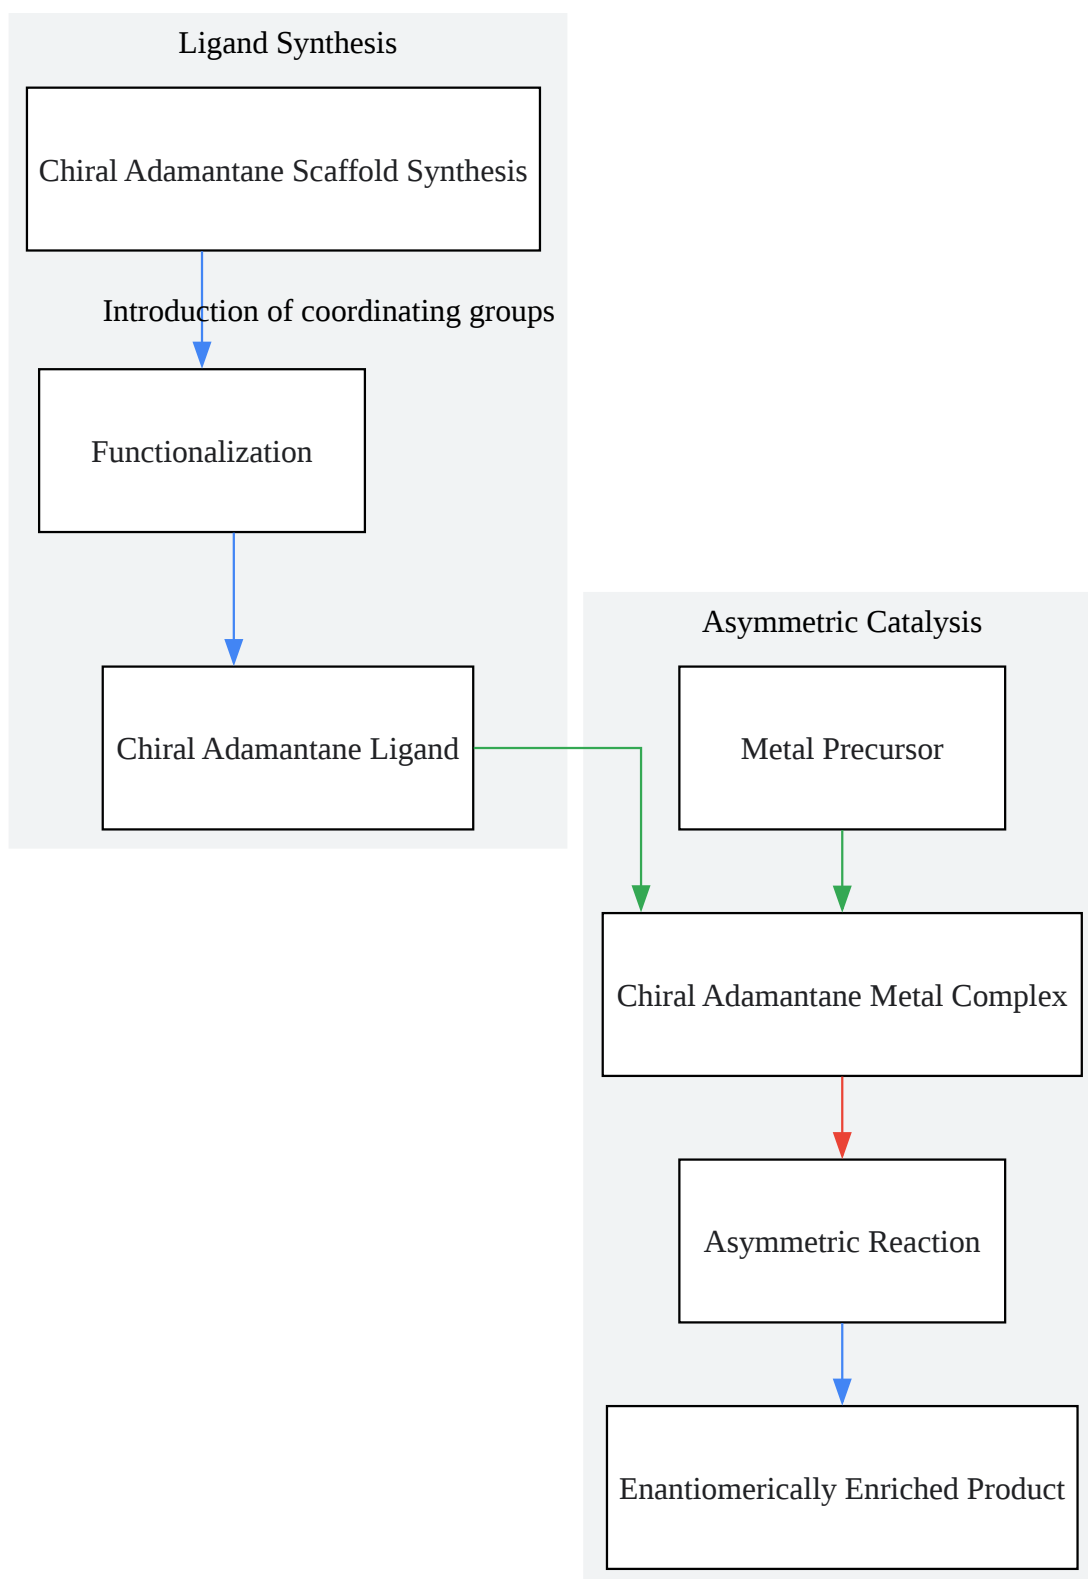 Ligand Synthesis
Chiral Adamantane Scaffold Synthesis
Introduction of coordinating groups
Functionalization
Chiral Adamantane Ligand
Asymmetric Catalysis
Metal Precursor
Chiral Adamantane Metal Complex
Asymmetric Reaction
Enantiomerically Enriched Product